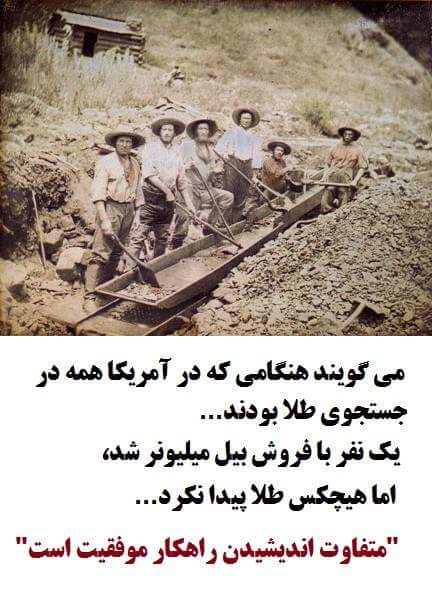 می گویند هنگامی که در آمریکا همه در
جستجوی طلا بودند...
یک نفر با فروش بیل میلیونر شد،
اما هیچکس طلا پیدا نکرد...
"متفاوت اندیشیدن راهکار موفقیت است"